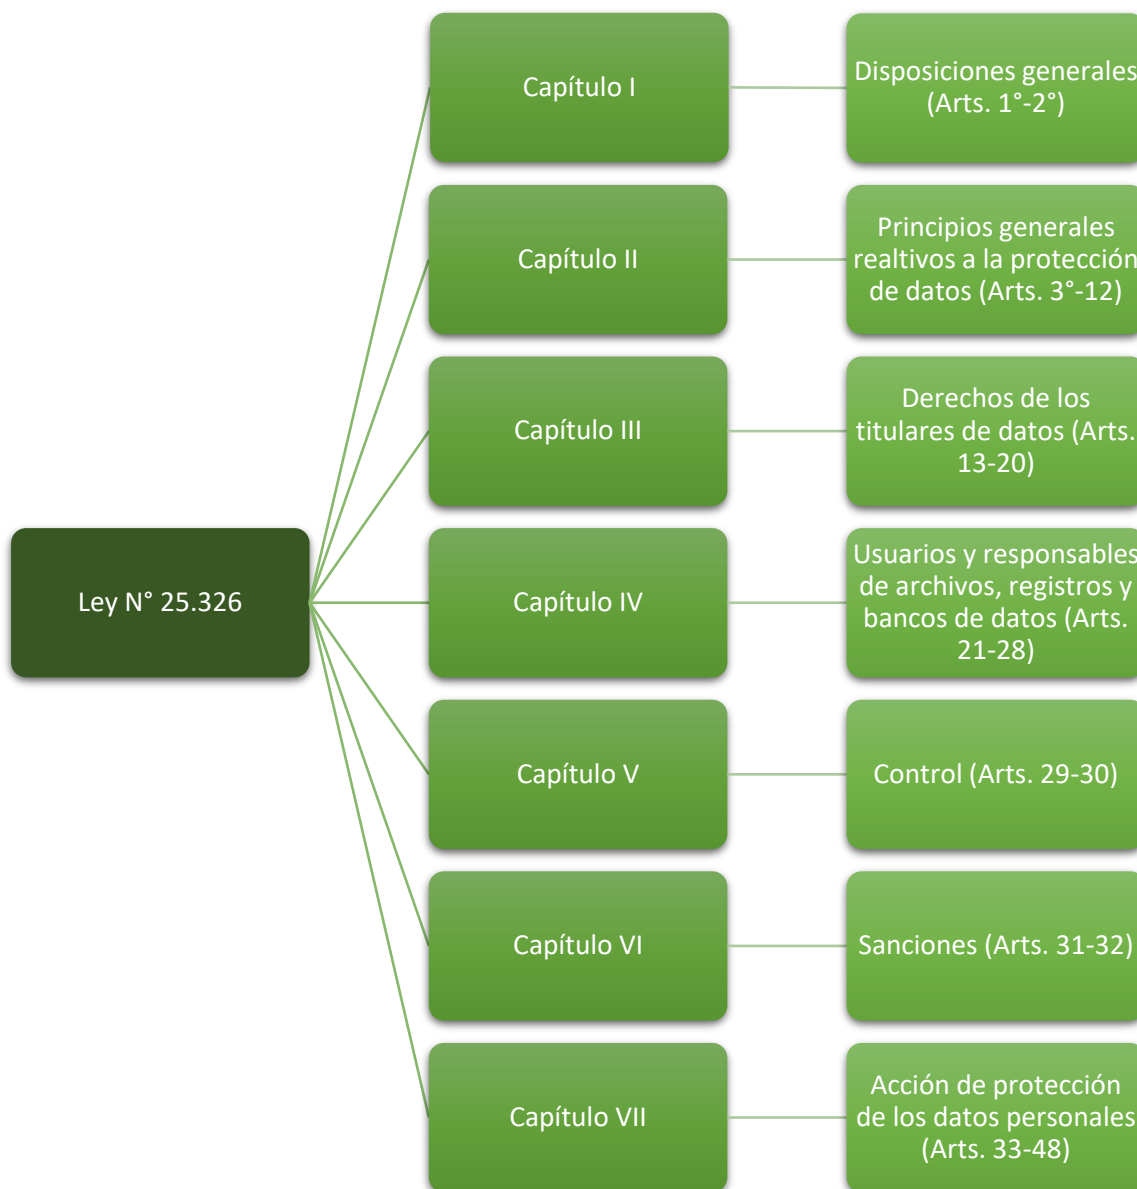 Capítulo I
Disposiciones generales
(Arts. 1°-2°)
Capítulo II
Principios generales
realtivos a la protección
de datos (Arts. 3°-12)
Capítulo III
Derechos de los
titulares de datos (Arts.
13-20)
Ley N° 25.326
Capítulo IV
Usuarios y responsables
de archivos, registros y
bancos de datos (Arts.
21-28)
Capítulo V
Control (Arts. 29-30)
Capítulo VI
Sanciones (Arts. 31-32)
Capítulo VII
Acción de protección
de los datos personales
(Arts. 33-48)